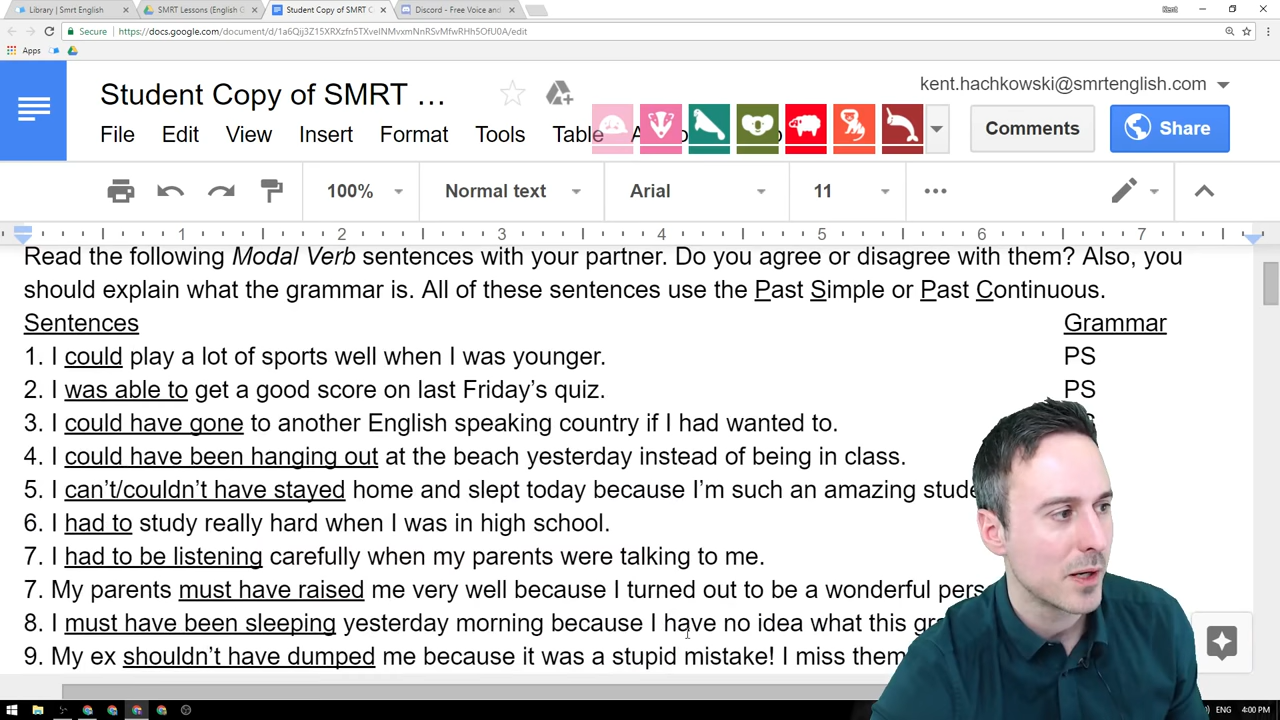 Library | Smrt English
SMRT Lessons (English G
Student Copy of SMRT C
Discord - Free Voice and
Kent
Secure
https://docs.google.com/document/d/1a6Qjj3Z15XRXzfn5TXveINMvxmNnRSvMfwRHh5OfU0A/edit
Apps
Student Copy of SMRT …
kent.hachkowski@smrtenglish.com
File Edit View Insert Format Tools Table
Comments
Share
100% Normal text Arial 11
1 2 3 4 5 6 7
Read the following Modal Verb sentences with your partner. Do you agree or disagree with them? Also, you
should explain what the grammar is. All of these sentences use the Past Simple or Past Continuous.
Sentences Grammar
1. I could play a lot of sports well when I was younger. PS
2. I was able to get a good score on last Friday’s quiz. PS
3. I could have gone to another English speaking country if I had wanted to.
4. I could have been hanging out at the beach yesterday instead of being in class.
5. I can’t/couldn’t have stayed home and slept today because I’m such an amazing stude
6. I had to study really hard when I was in high school.
7. I had to be listening carefully when my parents were talking to me.
7. My parents must have raised me very well because I turned out to be a wonderful pers
8. I must have been sleeping yesterday morning because I have no idea what this gr
9. My ex shouldn’t have dumped me because it was a stupid mistake! I miss them
ENG 4:00 PM